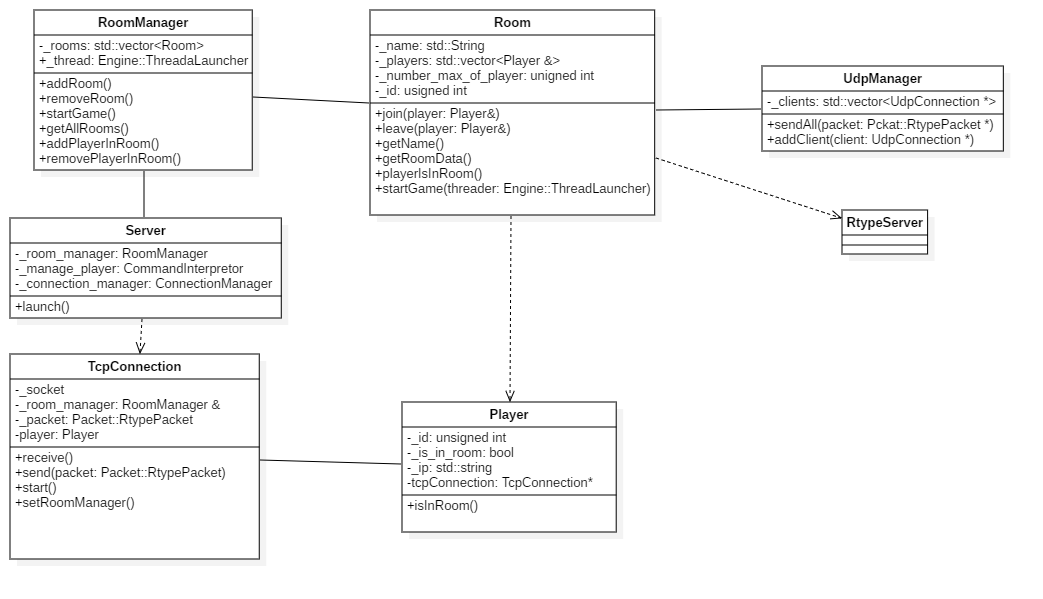 RoomManager
-_rooms: std::vector<Room>
+_thread: Engine::ThreadaLauncher
+addRoom()
+removeRoom()
+startGame()
+getAllRooms()
+addPlayerInRoom()
+removePlayerInRoom()
Room
-_name: std::String
-_players: std::vector<Player &>
-_number_max_of_player: unigned int
-_id: usigned int
+join(player: Player&)
+leave(player: Player&)
+getName()
+getRoomData()
+playerIsInRoom()
+startGame(threader: Engine::ThreadLauncher)
UdpManager
-_clients: std::vector<UdpConnection *>
+sendAll(packet: Pckat::RtypePacket *)
+addClient(client: UdpConnection *)
RtypeServer
Server
-_room_manager: RoomManager
-_manage_player: CommandInterpretor
-_connection_manager: ConnectionManager
+launch()
TcpConnection
-_socket
-_room_manager: RoomManager &
-_packet: Packet::RtypePacket
-player: Player
+receive()
+send(packet: Packet::RtypePacket)
+start()
+setRoomManager()
Player
-_id: unsigned int
-_is_in_room: bool
-_ip: std::string
-tcpConnection: TcpConnection*
+isInRoom()